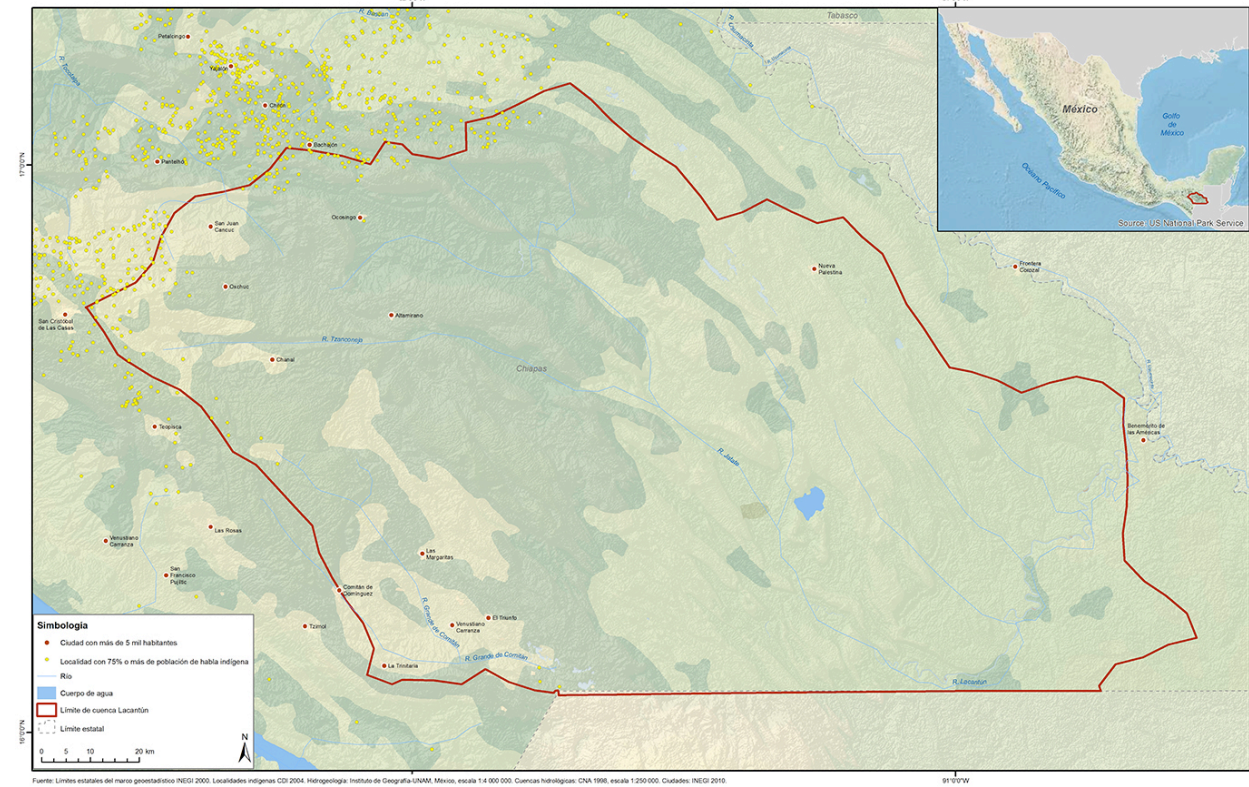 Tabasco
R. Bascan
Petalcingo
Yajalón
Chilón
Bachajón
Pantelhó
17°0'0"N
San Juan
Cancuc
Ocosingo
Oxchuc
San Cristóbal
de Las Casas
Altamirano
R. Tzanconeja
Chanal
Chiapas
Nueva
Palestina
Frontera
Corozal
Benemérito de
las Américas
Teopisca
R. Jatate
Las Rosas
Venustiano
Carranza
San
Francisco
Pujiltic
Las
Margaritas
Comitán de
Domínguez
Tzimol
R. Grande de Comitán
Venustiano
Carranza
El Triunfo
R. Grande de Comitán
La Trinitaria
R. Lacantún
México
Golfo
de
México
Océano Pacífico
Source: US National Park Service
Simbología
Ciudad con más de 5 mil habitantes
Localidad con 75% o más de población de habla indígena
Río
Cuerpo de agua
Límite de cuenca Lacantún
Límite estatal
N
0 5 10 20 km
16°0'0"N
91°0'0"W
Fuente: Límites estatales del marco geoestadístico INEGI 2000. Localidades indígenas CDI 2004. Hidrogeología: Instituto de Geografía-UNAM, México, escala 1:4 000 000. Cuencas hidrológicas: CNA 1998, escala 1:250 000. Ciudades: INEGI 2010.